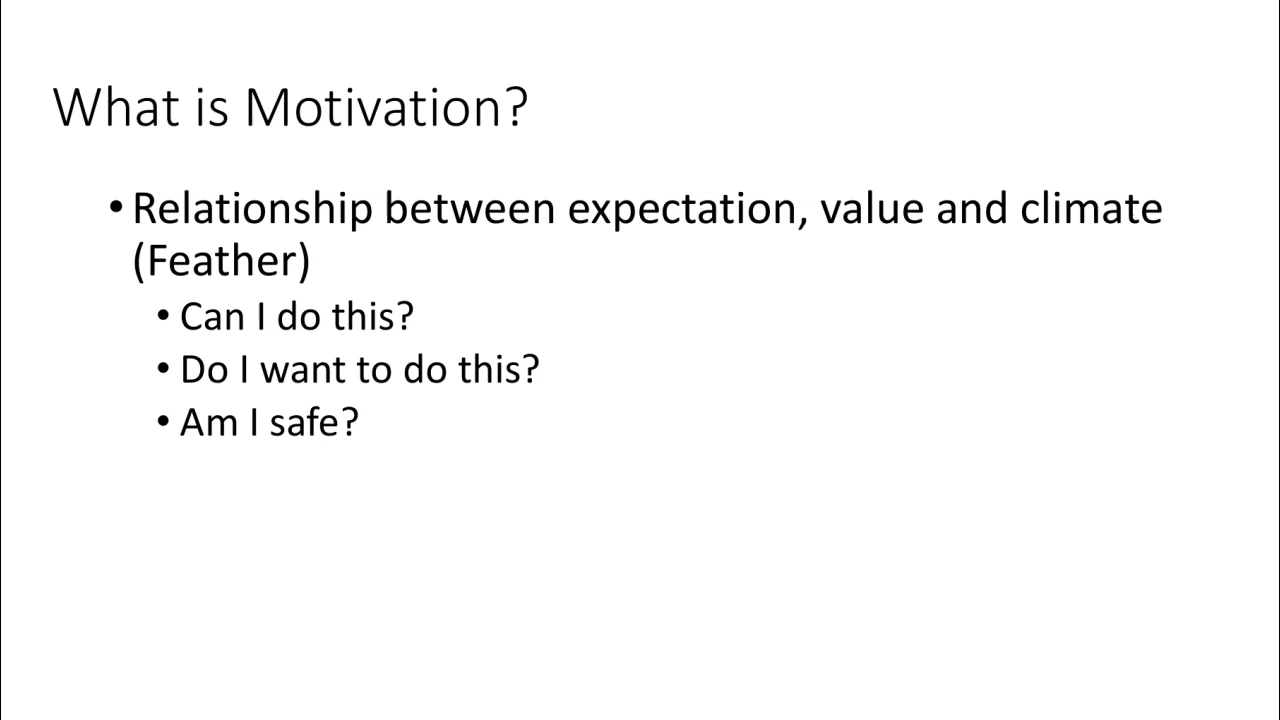 What is Motivation?
• Relationship between expectation, value and climate
(Feather)
• Can I do this?
• Do I want to do this?
• Am I safe?